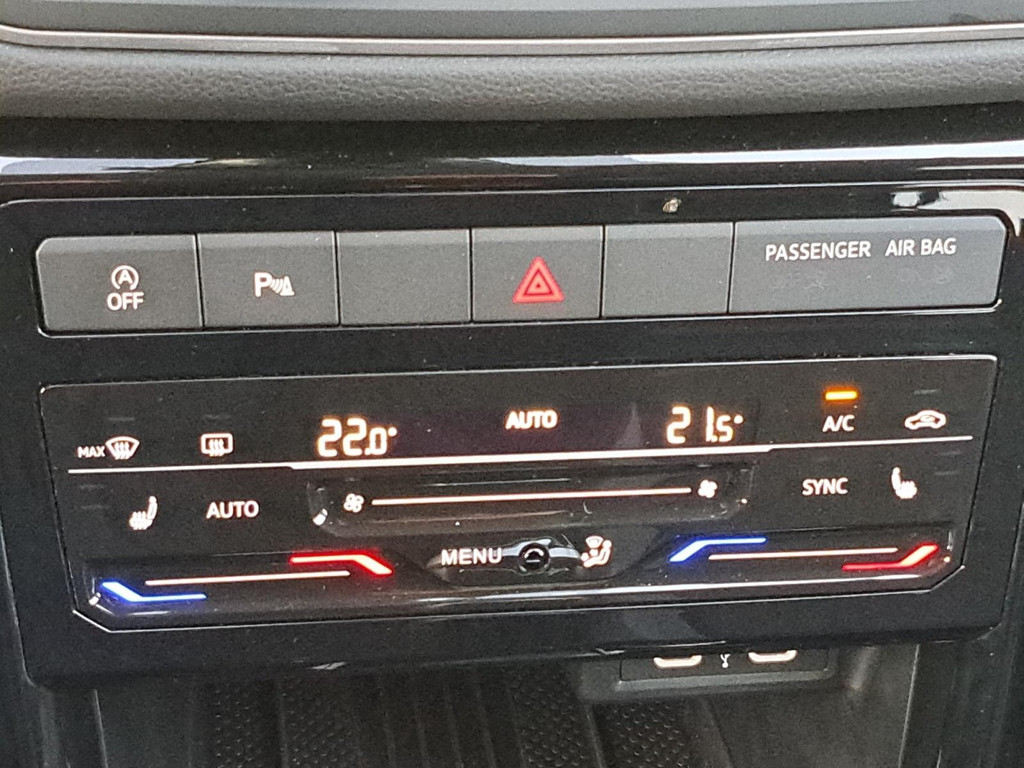 A
OFF
P
PASSENGER AIR BAG
MAX
22.0°
AUTO
21.5°
A/C
AUTO
SYNC
MENU